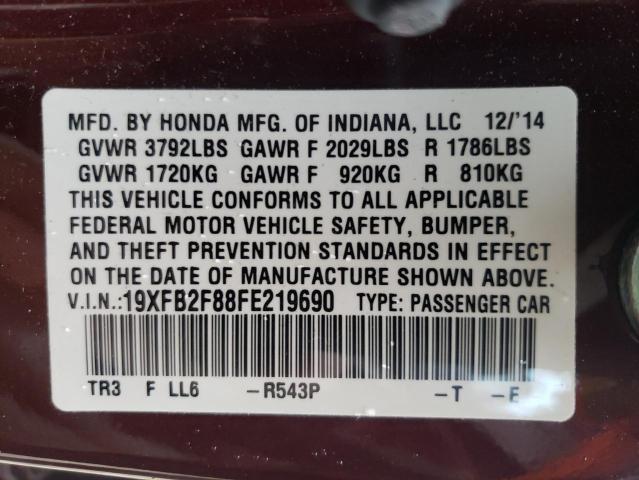 MFD. BY HONDA MFG. OF INDIANA, LLC 12/'14
GVWR 3792LBS GAWR F 2029LBS R 1786LBS
GVWR 1720KG GAWR F 920KG R 810KG
THIS VEHICLE CONFORMS TO ALL APPLICABLE
FEDERAL MOTOR VEHICLE SAFETY, BUMPER,
AND THEFT PREVENTION STANDARDS IN EFFECT
ON THE DATE OF MANUFACTURE SHOWN ABOVE.
V.I.N.:19XFB2F88FE219690 TYPE: PASSENGER CAR
TR3 F LL6 -R543P -T -E